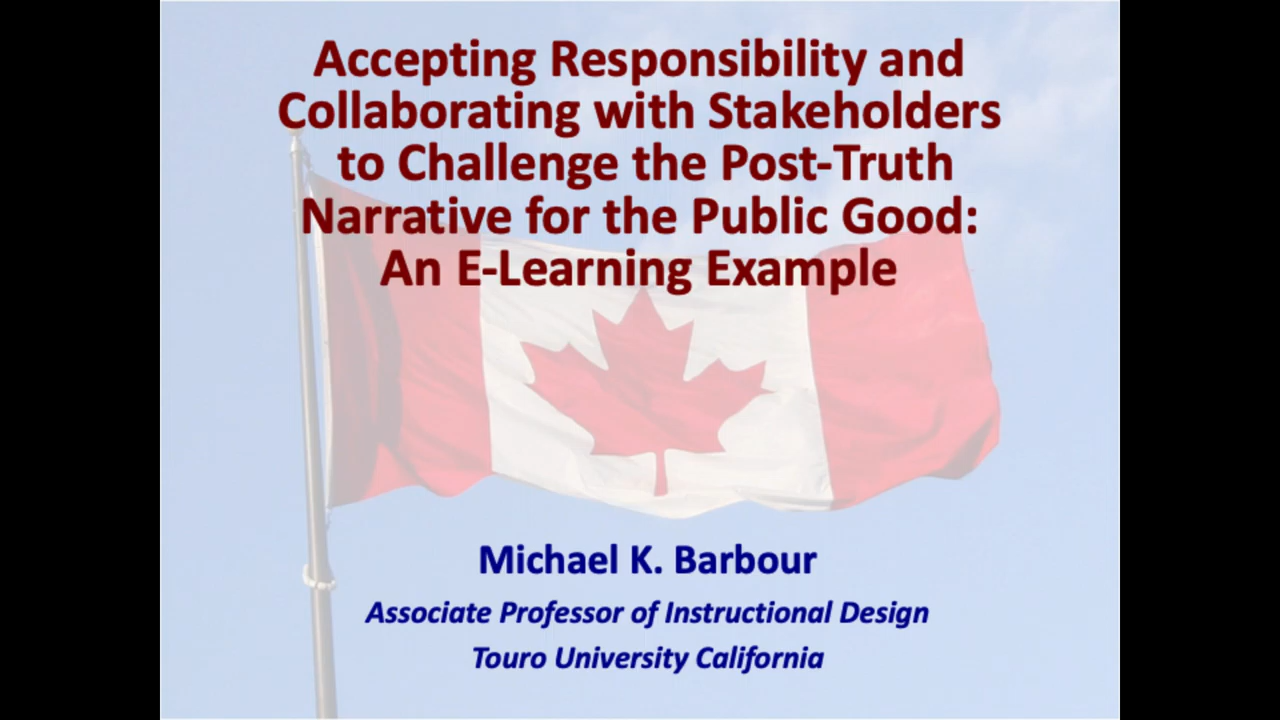 Accepting Responsibility and
Collaborating with Stakeholders
to Challenge the Post-Truth
Narrative for the Public Good:
An E-Learning Example
Michael K. Barbour
Associate Professor of Instructional Design
Touro University California